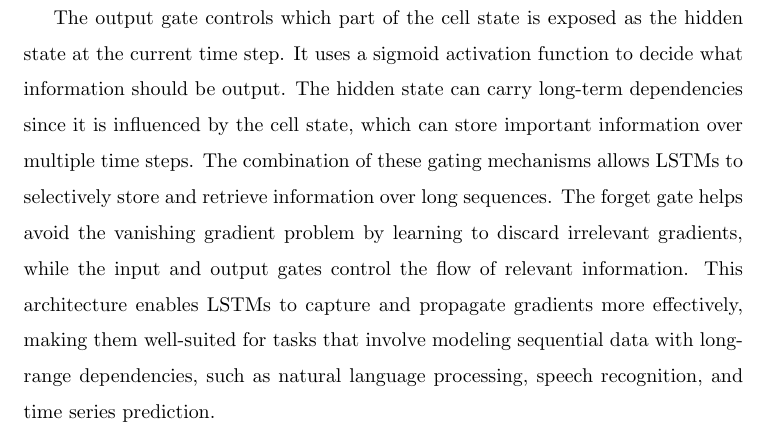 The output gate controls which part of the cell state is exposed as the hidden
state at the current time step. It uses a sigmoid activation function to decide what
information should be output. The hidden state can carry long-term dependencies
since it is influenced by the cell state, which can store important information over
multiple time steps. The combination of these gating mechanisms allows LSTMs to
selectively store and retrieve information over long sequences. The forget gate helps
avoid the vanishing gradient problem by learning to discard irrelevant gradients,
while the input and output gates control the flow of relevant information. This
architecture enables LSTMs to capture and propagate gradients more effectively,
making them well-suited for tasks that involve modeling sequential data with long-
range dependencies, such as natural language processing, speech recognition, and
time series prediction.